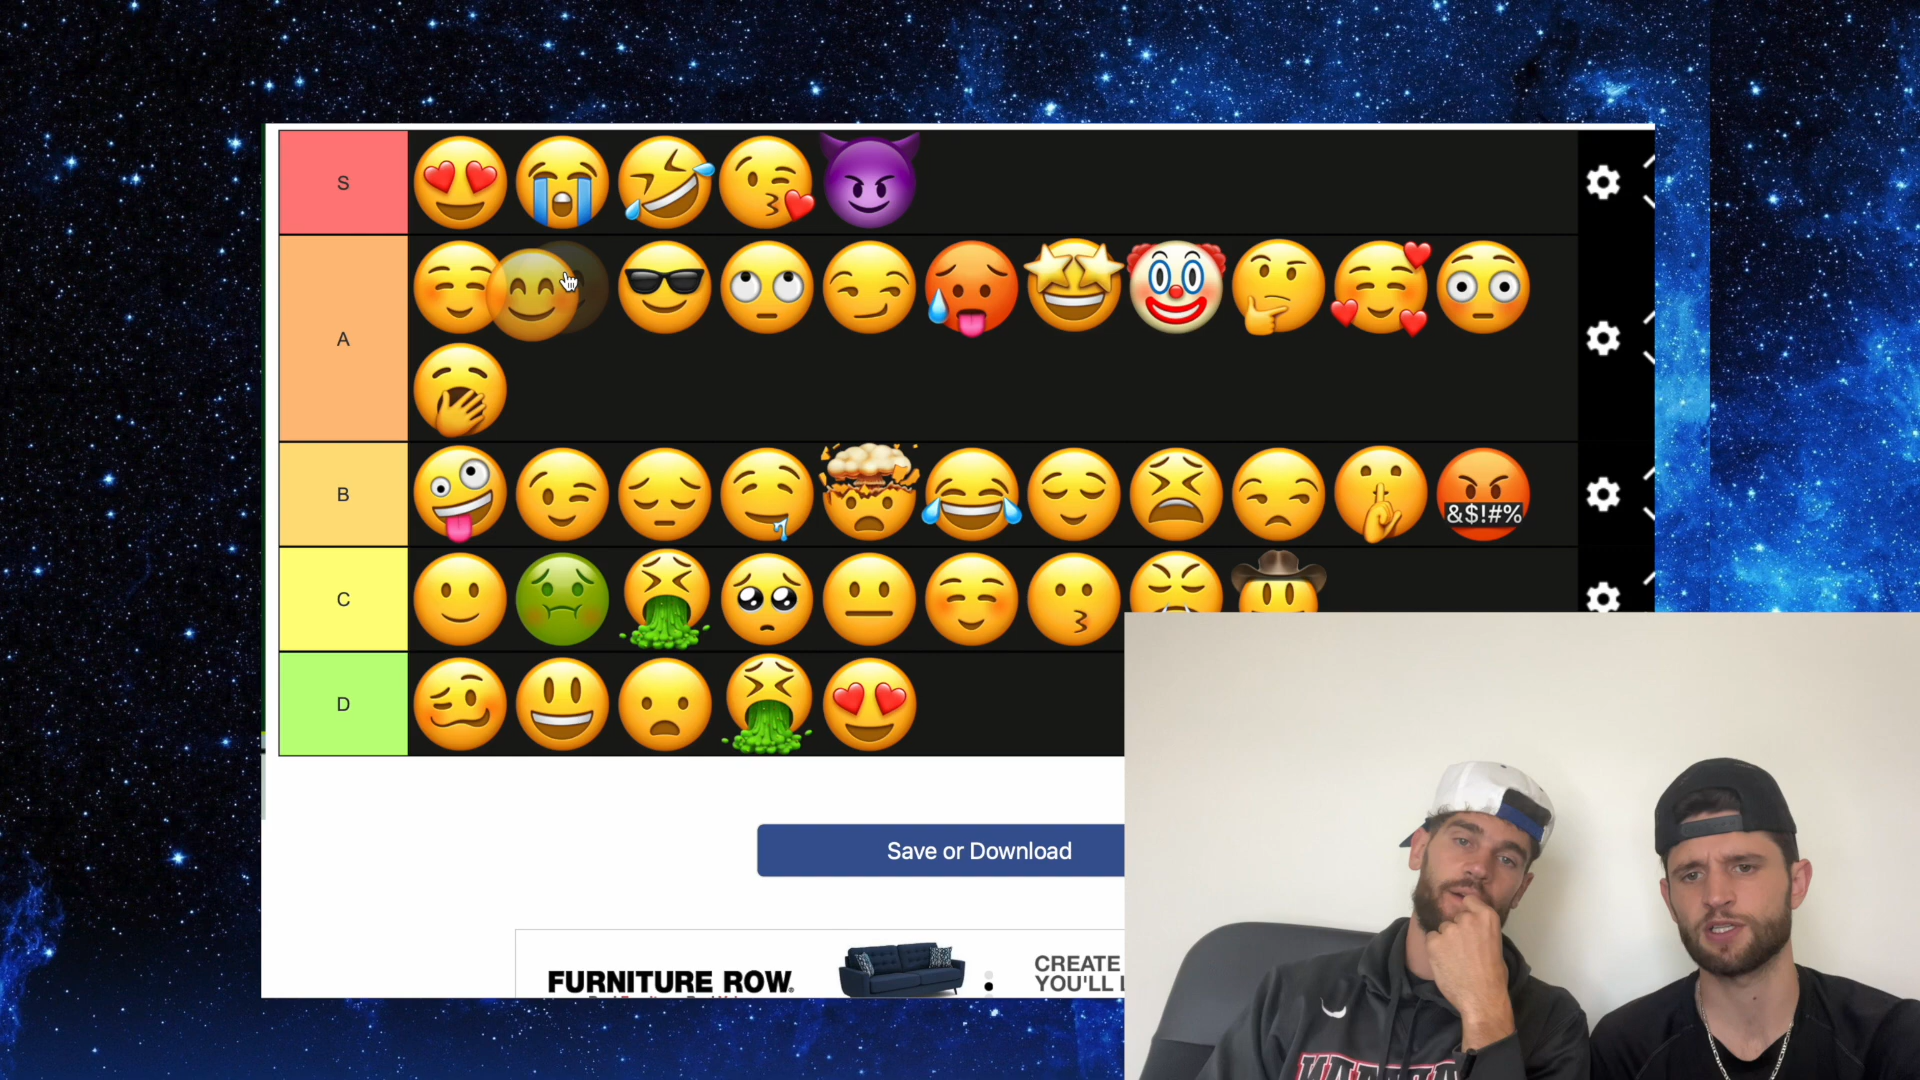 S
A
B
&$!#%
C
D
Save or Download
FURNITURE ROW.
CREATE
YOU'LL